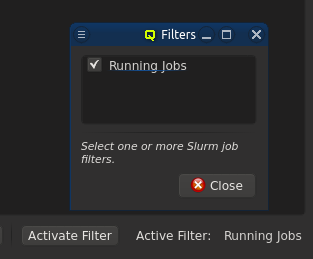 Filters
Running Jobs
Select one or more Slurm job
filters.
Close
Activate Filter Active Filter: Running Jobs